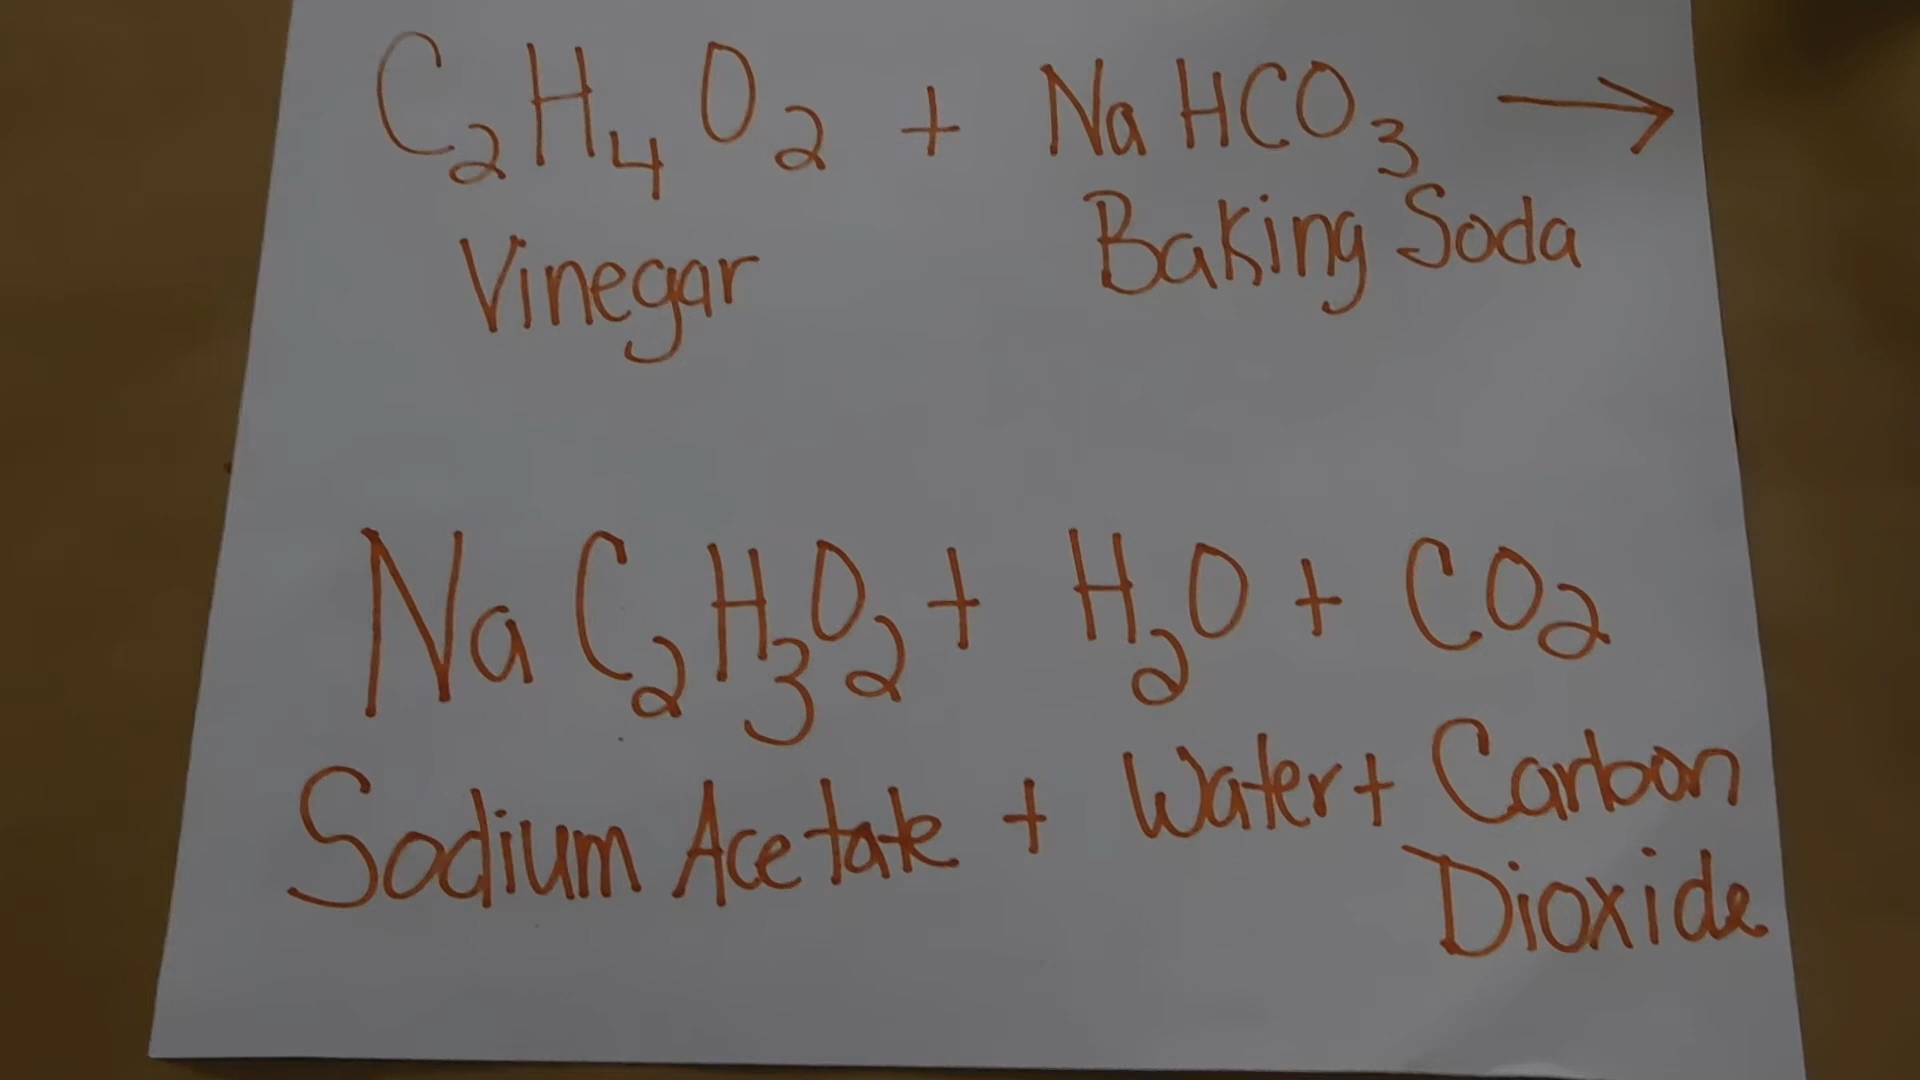 C₂H₄O₂ + NaHCO₃ →
Vinegar Baking Soda
NaC₂H₃O₂ + H₂O + CO₂
Sodium Acetate + Water + Carbon
Dioxide